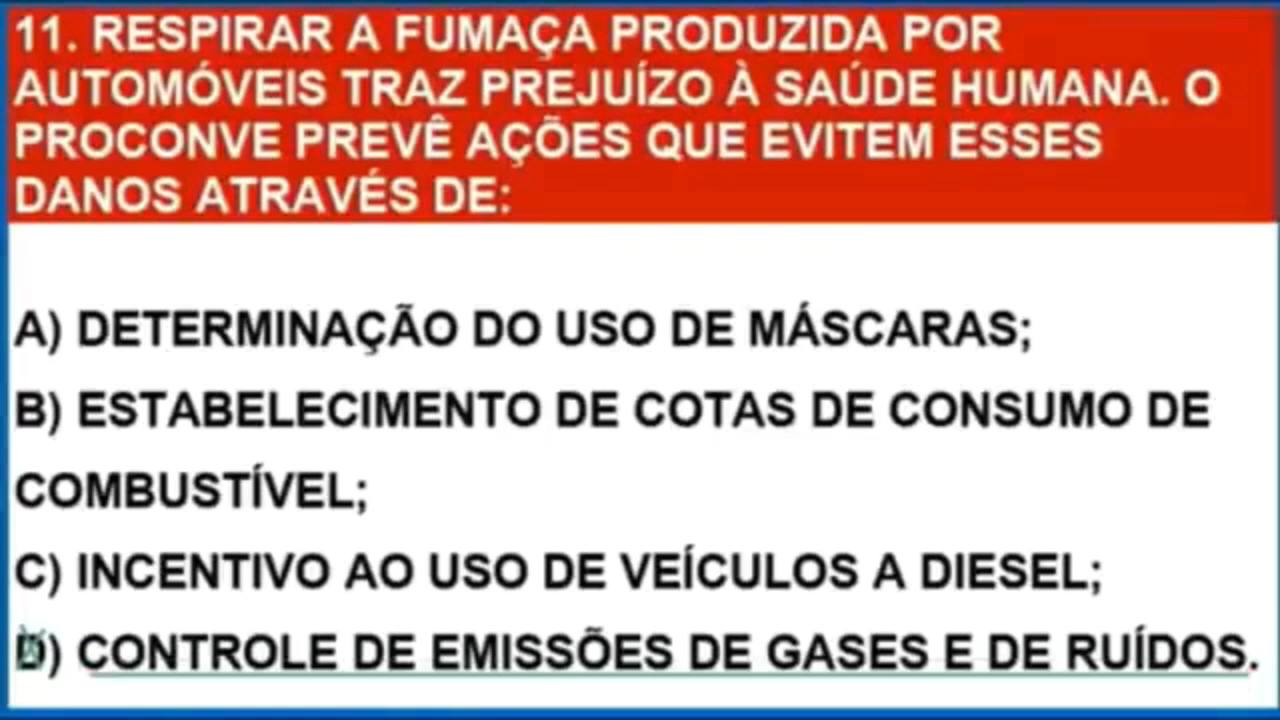 11. RESPIRAR A FUMAÇA PRODUZIDA POR
AUTOMÓVEIS TRAZ PREJUÍZO À SAÚDE HUMANA. O
PROCONVE PREVÊ AÇÕES QUE EVITEM ESSES
DANOS ATRAVÉS DE:
A) DETERMINAÇÃO DO USO DE MÁSCARAS;
B) ESTABELECIMENTO DE COTAS DE CONSUMO DE
COMBUSTÍVEL;
C) INCENTIVO AO USO DE VEÍCULOS A DIESEL;
D) CONTROLE DE EMISSÕES DE GASES E DE RUÍDOS.